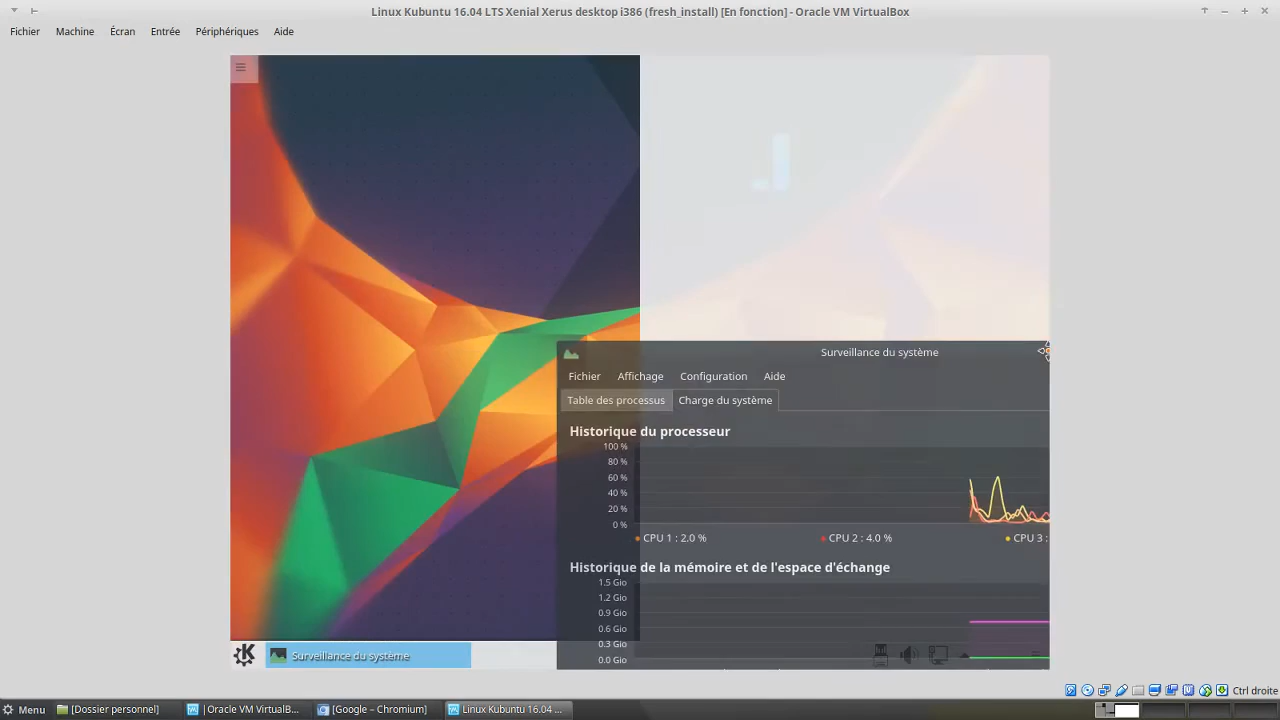 Linux Kubuntu 16.04 LTS Xenial Xerus desktop i386 (fresh_install) [En fonction] - Oracle VM VirtualBox
Fichier Machine Écran Entrée Périphériques Aide
Surveillance du système
Fichier Affichage Configuration Aide
Table des processus Charge du système
Historique du processeur
100 %
80 %
60 %
40 %
20 %
0 %
CPU 1 : 2.0 % CPU 2 : 4.0 % CPU 3 :
Historique de la mémoire et de l'espace d'échange
1.5 Gio
1.2 Gio
0.9 Gio
0.6 Gio
0.3 Gio
0.0 Gio
Surveillance du système
Ctrl droite
Menu [Dossier personnel] Oracle VM VirtualB... [Google – Chromium] Linux Kubuntu 16.04 ...